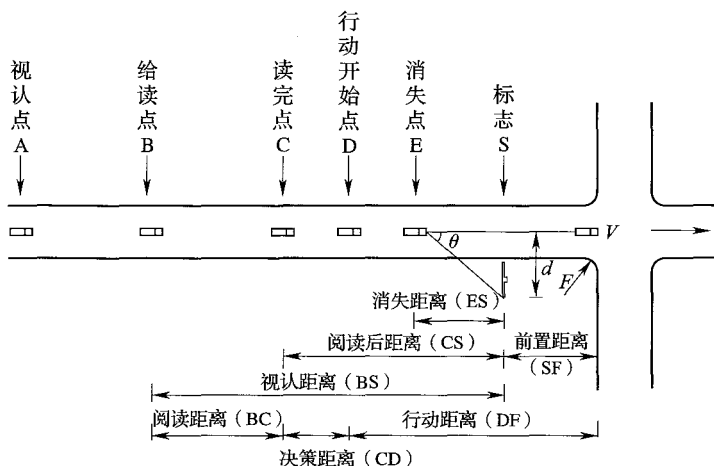 视认点A
给读点B
读完点C
行动开始点D
消失点E
标志S
θ
d
V
F
消失距离（ES）
阅读后距离（CS）
前置距离
（SF）
视认距离（BS）
阅读距离（BC）
行动距离（DF）
决策距离（CD）